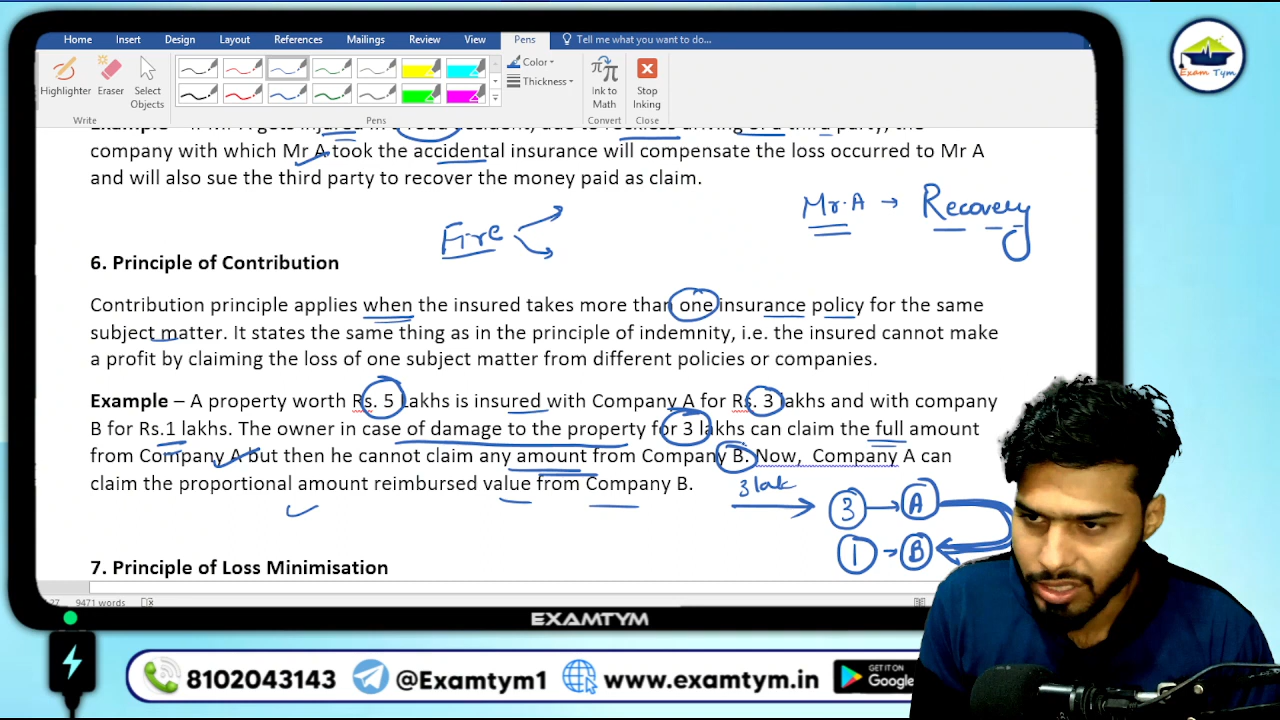 Home Insert Design Layout References Mailings Review View Pens Tell me what you want to do...
Highlighter Eraser Select Objects
Color
Thickness
Ink to Math
Stop Inking
Write Pens Convert Close
Exam Tym
company with which Mr A took the accidental insurance will compensate the loss occurred to Mr A
and will also sue the third party to recover the money paid as claim.
Mr. A → Recovery
Fire
6. Principle of Contribution
Contribution principle applies when the insured takes more than one insurance policy for the same
subject matter. It states the same thing as in the principle of indemnity, i.e. the insured cannot make
a profit by claiming the loss of one subject matter from different policies or companies.
Example – A property worth Rs. 5 Lakhs is insured with Company A for Rs. 3 lakhs and with company
B for Rs.1 lakhs. The owner in case of damage to the property for 3 lakhs can claim the full amount
from Company A but then he cannot claim any amount from Company B. Now, Company A can
claim the proportional amount reimbursed value from Company B.
3 lak
3 → A
1 → B
7. Principle of Loss Minimisation
9471 words
EXAMTYM
8102043143 @Examtym1 www.examtym.in GET IT ON Google